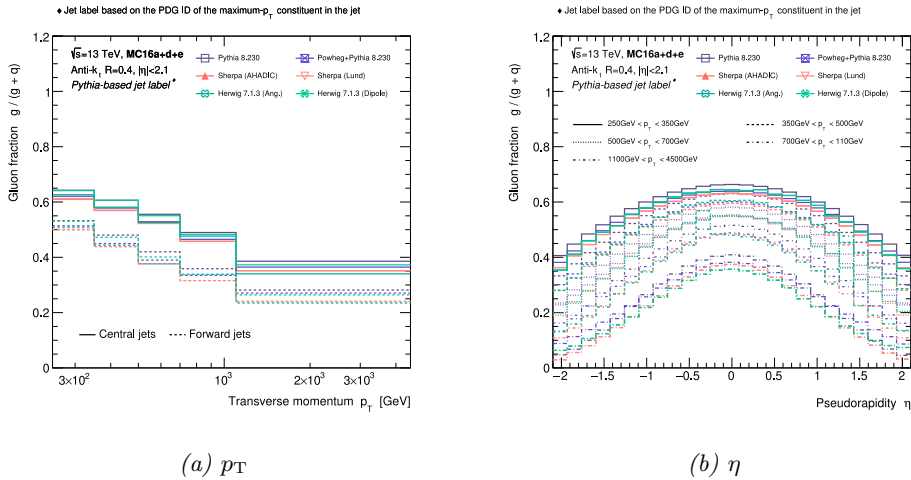 ♦ Jet label based on the PDG ID of the maximum-p_T constituent in the jet
Gluon fraction g / (g + q)
1.2
1
0.8
0.6
0.4
0.2
0
√s=13 TeV, MC16a+d+e
Anti-k_t R=0.4, |η|<2.1
Pythia-based jet label♦
Pythia 8.230
Powheg+Pythia 8.230
Sherpa (AHADIC)
Sherpa (Lund)
Herwig 7.1.3 (Ang.)
Herwig 7.1.3 (Dipole)
Central jets
Forward jets
3×10²
10³
2×10³
3×10³
Transverse momentum p_T [GeV]
(a) p_T
♦ Jet label based on the PDG ID of the maximum-p_T constituent in the jet
Gluon fraction g / (g + q)
1.2
1
0.8
0.6
0.4
0.2
0
√s=13 TeV, MC16a+d+e
Anti-k_t R=0.4, |η|<2.1
Pythia-based jet label♦
Pythia 8.230
Powheg+Pythia 8.230
Sherpa (AHADIC)
Sherpa (Lund)
Herwig 7.1.3 (Ang.)
Herwig 7.1.3 (Dipole)
250GeV < p_T < 350GeV
350GeV < p_T < 500GeV
500GeV < p_T < 700GeV
700GeV < p_T < 110GeV
1100GeV < p_T < 4500GeV
−2
−1.5
−1
−0.5
0
0.5
1
1.5
2
Pseudorapidity η
(b) η